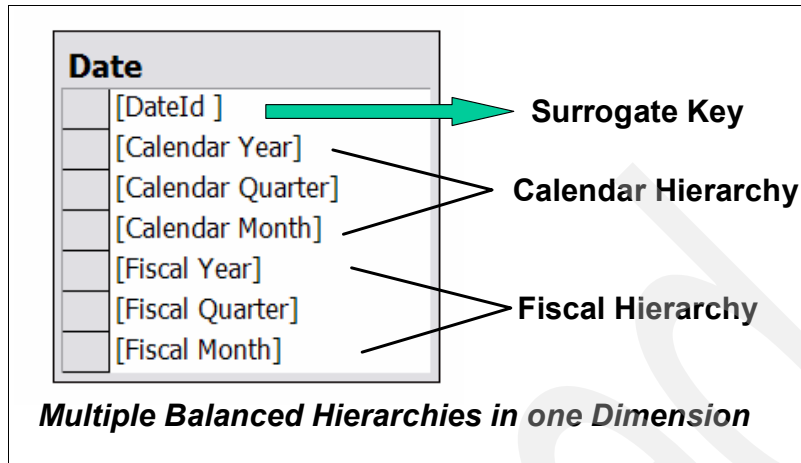 Date
[DateId ]
Surrogate Key
[Calendar Year]
[Calendar Quarter]
Calendar Hierarchy
[Calendar Month]
[Fiscal Year]
[Fiscal Quarter]
Fiscal Hierarchy
[Fiscal Month]
Multiple Balanced Hierarchies in one Dimension